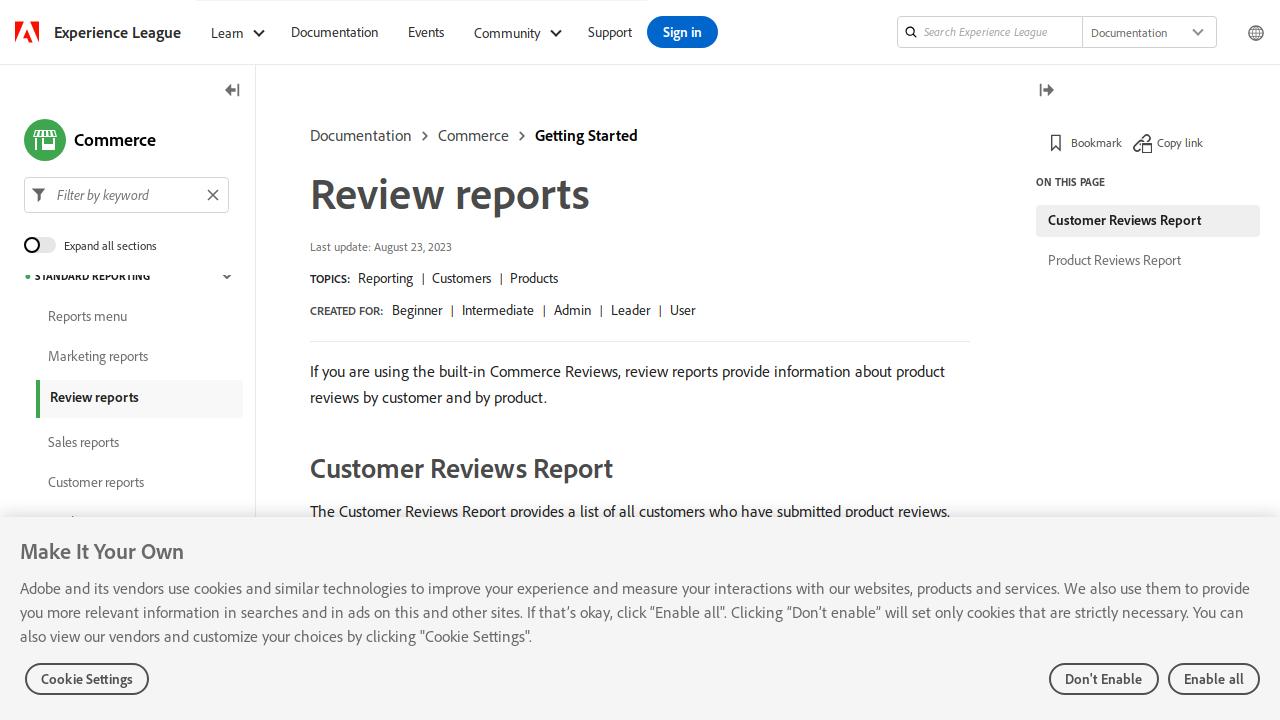 Experience League
Learn
Documentation
Events
Community
Support
Sign in
Search Experience League
Documentation
Commerce
Filter by keyword
Expand all sections
STANDARD REPORTING
Reports menu
Marketing reports
Review reports
Sales reports
Customer reports
Documentation > Commerce > Getting Started
Review reports
Last update: August 23, 2023
TOPICS: Reporting | Customers | Products
CREATED FOR: Beginner | Intermediate | Admin | Leader | User
If you are using the built-in Commerce Reviews, review reports provide information about product
reviews by customer and by product.
Customer Reviews Report
The Customer Reviews Report provides a list of all customers who have submitted product reviews.
Bookmark
Copy link
ON THIS PAGE
Customer Reviews Report
Product Reviews Report
Make It Your Own
Adobe and its vendors use cookies and similar technologies to improve your experience and measure your interactions with our websites, products and services. We also use them to provide
you more relevant information in searches and in ads on this and other sites. If that’s okay, click “Enable all”. Clicking “Don’t enable” will set only cookies that are strictly necessary. You can
also view our vendors and customize your choices by clicking "Cookie Settings".
Cookie Settings
Don't Enable
Enable all